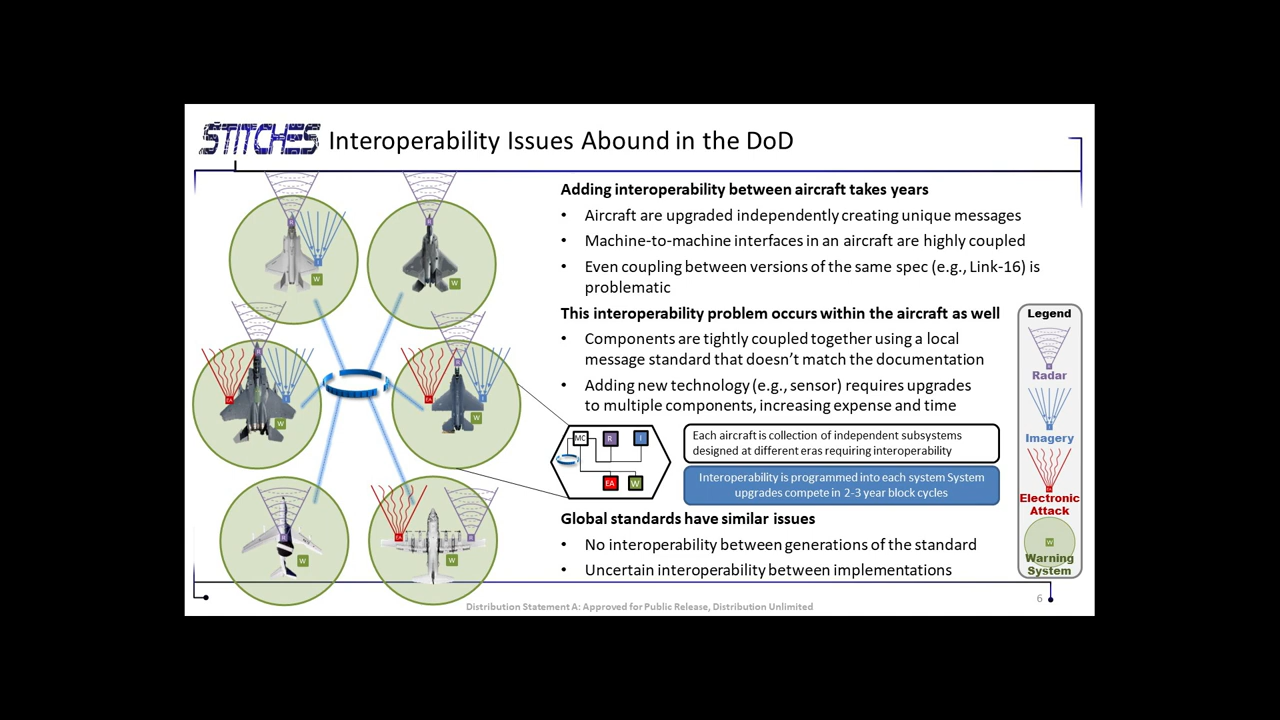 STITCHES Interoperability Issues Abound in the DoD
Adding interoperability between aircraft takes years
• Aircraft are upgraded independently creating unique messages
• Machine-to-machine interfaces in an aircraft are highly coupled
• Even coupling between versions of the same spec (e.g., Link-16) is
problematic
This interoperability problem occurs within the aircraft as well
• Components are tightly coupled together using a local
message standard that doesn't match the documentation
• Adding new technology (e.g., sensor) requires upgrades
to multiple components, increasing expense and time
Each aircraft is collection of independent subsystems
designed at different eras requiring interoperability
Interoperability is programmed into each system System
upgrades compete in 2-3 year block cycles
Global standards have similar issues
• No interoperability between generations of the standard
• Uncertain interoperability between implementations
R
I
W
R
W
R
EA
I
W
R
EA
I
W
R
W
EA
R
W
MC
R
I
EA
W
Legend
Radar
Imagery
Electronic
Attack
W
Warning
System
Distribution Statement A: Approved for Public Release, Distribution Unlimited
6